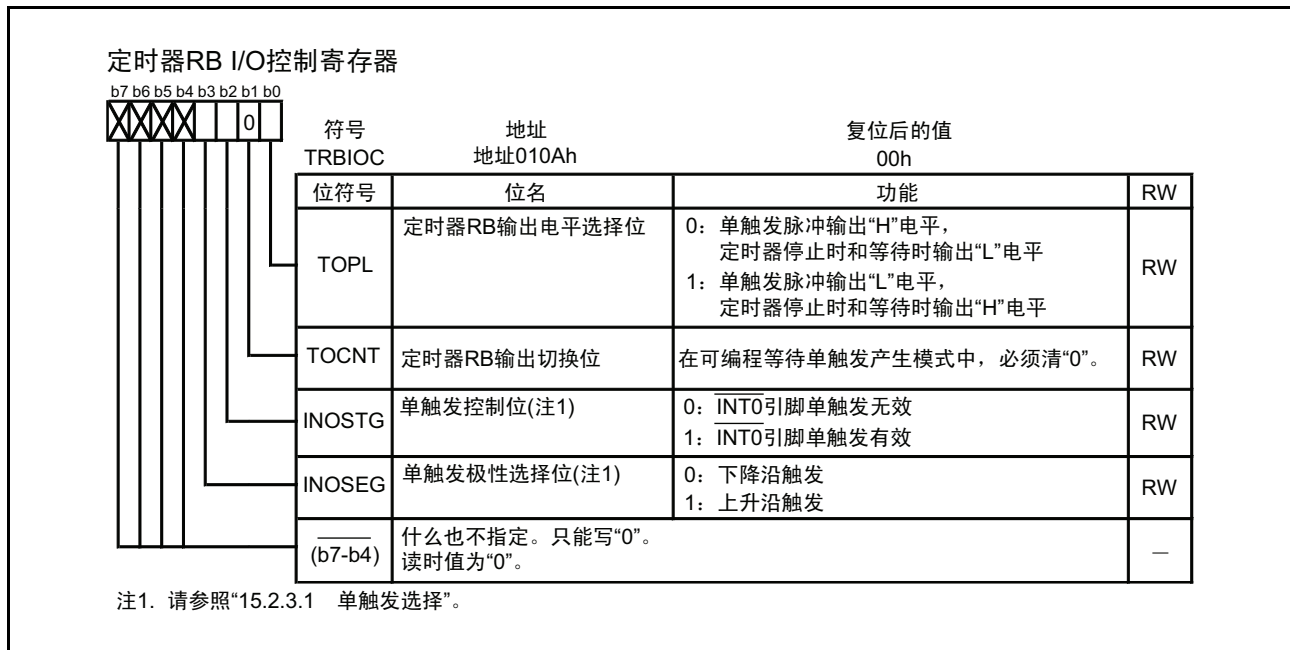 定时器RB I/O控制寄存器
b7 b6 b5 b4 b3 b2 b1 b0
0
符号 地址 复位后的值
TRBIOC 地址010Ah 00h
位符号 位名 功能 RW
TOPL 定时器RB输出电平选择位 0：单触发脉冲输出“H”电平，
定时器停止时和等待时输出“L”电平
1：单触发脉冲输出“L”电平，
定时器停止时和等待时输出“H”电平
RW
TOCNT 定时器RB输出切换位 在可编程等待单触发产生模式中，必须清“0”。 RW
INOSTG 单触发控制位(注1) 0：INT0引脚单触发无效
1：INT0引脚单触发有效
RW
INOSEG 单触发极性选择位(注1) 0：下降沿触发
1：上升沿触发
RW
(b7-b4) 什么也不指定。只能写“0”。
读时值为“0”。
—
注1. 请参照“15.2.3.1 单触发选择”。